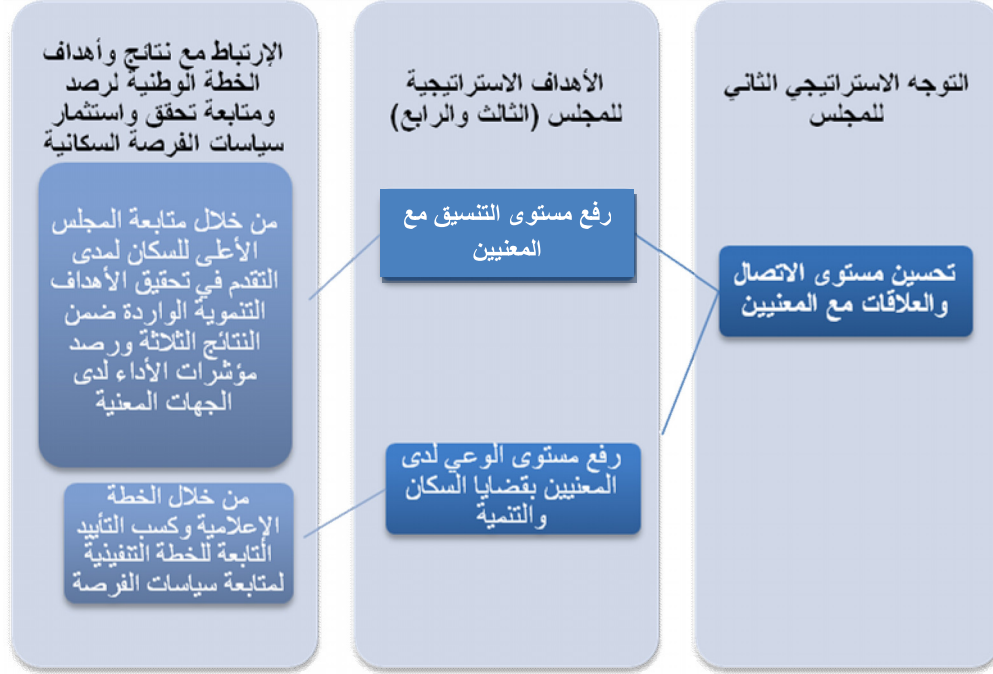 التوجه الاستراتيجي الثاني
للمجلس
تحسين مستوى الاتصال
والعلاقات مع المعنيين
الأهداف الاستراتيجية
للمجلس (الثالث والرابع)
رفع مستوى التنسيق مع
المعنيين
رفع مستوى الوعي لدى
المعنيين بقضايا السكان
والتنمية
الإرتباط مع نتائج وأهداف
الخطة الوطنية لرصد
ومتابعة تحقق واستثمار
سياسات الفرصة السكانية
من خلال متابعة المجلس
الأعلى للسكان لمدى
التقدم في تحقيق الأهداف
التنموية الواردة ضمن
النتائج الثلاثة ورصد
مؤشرات الأداء لدى
الجهات المعنية
من خلال الخطة
الإعلامية وكسب التأييد
التابعة للخطة التنفيذية
لمتابعة سياسات الفرصة